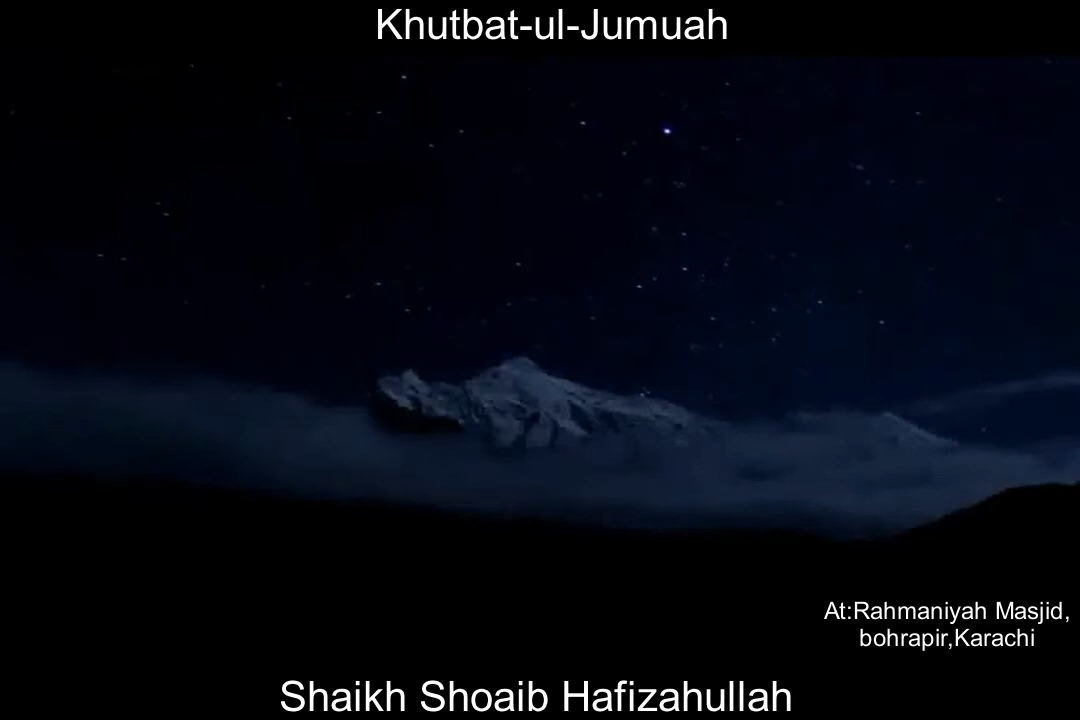 Khutbat-ul-Jumuah
At:Rahmaniyah Masjid,
bohrapir,Karachi
Shaikh Shoaib Hafizahullah